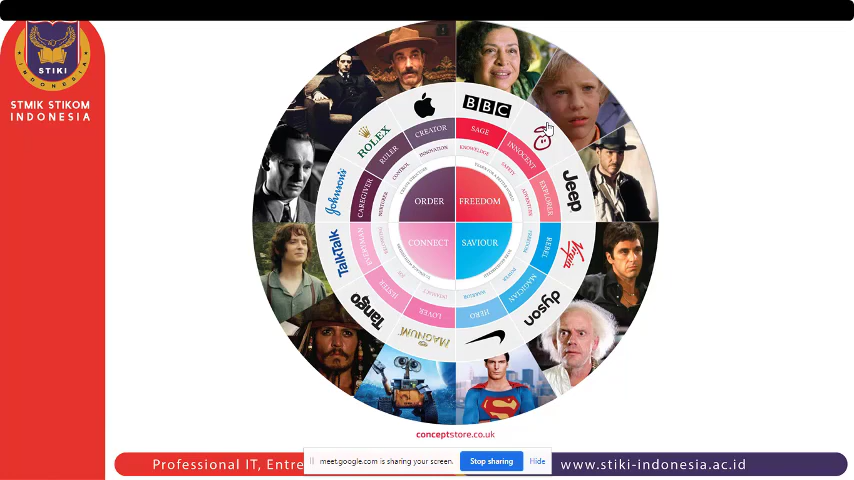 STIKI
INDONESIA
STMIK STIKOM
INDONESIA
BBC
ROLEX
Jeep
Johnson's
Virgin
TalkTalk
dyson
Tango
MAGNUM
CREATOR
SAGE
RULER
INNOCENT
CAREGIVER
EXPLORER
EVERYMAN
REBEL
JESTER
MAGICIAN
LOVER
HERO
INNOVATION
KNOWLEDGE
CONTROL
SAFETY
ORDER
FREEDOM
CONNECT
SAVIOUR
conceptstore.co.uk
Professional IT, Entre
meet.google.com is sharing your screen.
Stop sharing
Hide
www.stiki-indonesia.ac.id